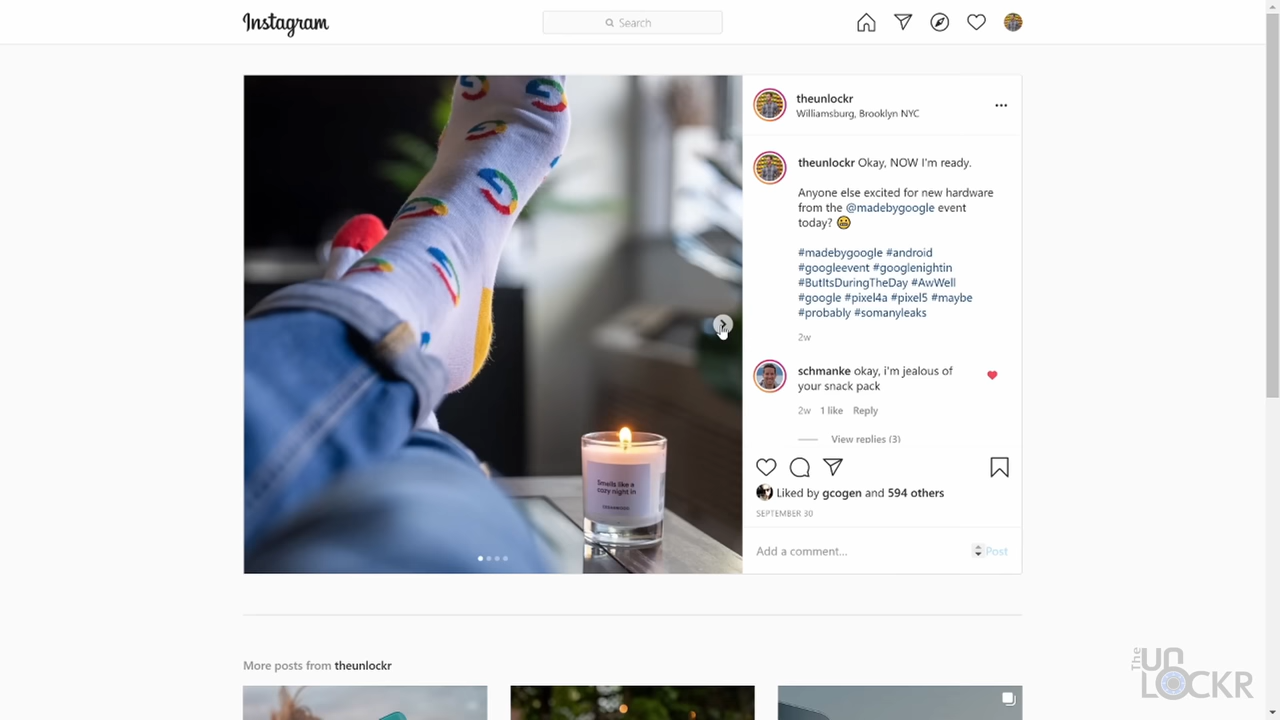 Instagram
Search
theunlockr
Williamsburg, Brooklyn NYC
theunlockr Okay, NOW I'm ready.
Anyone else excited for new hardware
from the @madebygoogle event
today?
#madebygoogle #android
#googleevent #googlenightin
#ButItsDuringTheDay #AwWell
#google #pixel4a #pixel5 #maybe
#probably #somanyleaks
2w
schmanke okay, i'm jealous of
your snack pack
2w 1 like Reply
View replies (3)
Smells like a
cozy night in
Liked by gcogen and 594 others
SEPTEMBER 30
Add a comment...
Post
More posts from theunlockr
The
UN
LOCKR